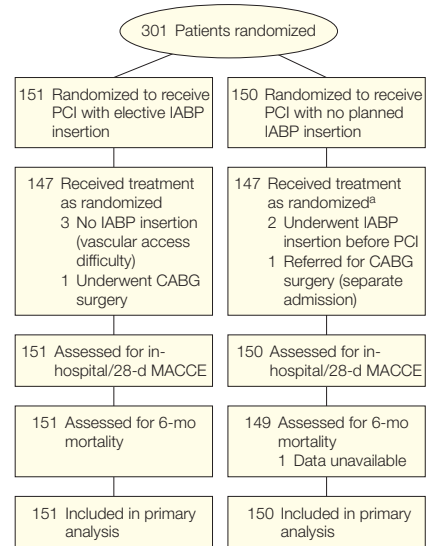 301 Patients randomized
151 Randomized to receive
PCI with elective IABP
insertion
150 Randomized to receive
PCI with no planned
IABP insertion
147 Received treatment
as randomized
3 No IABP insertion
(vascular access
difficulty)
1 Underwent CABG
surgery
147 Received treatment
as randomizedᵃ
2 Underwent IABP
insertion before PCI
1 Referred for CABG
surgery (separate
admission)
151 Assessed for in-
hospital/28-d MACCE
150 Assessed for in-
hospital/28-d MACCE
151 Assessed for 6-mo
mortality
149 Assessed for 6-mo
mortality
1 Data unavailable
151 Included in primary
analysis
150 Included in primary
analysis